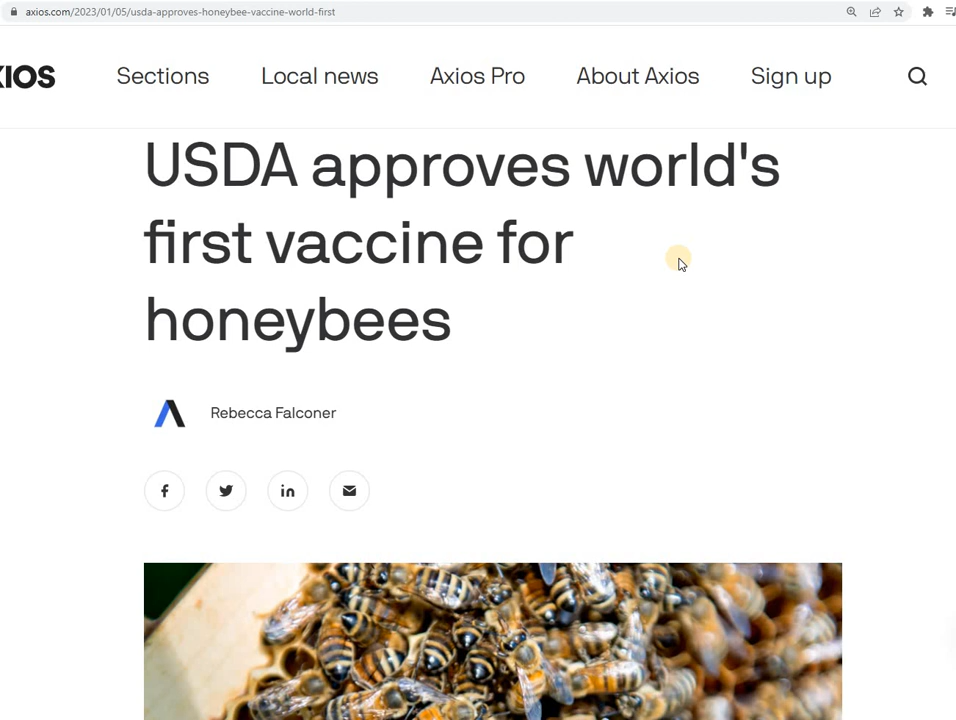 axios.com/2023/01/05/usda-approves-honeybee-vaccine-world-first
XIOS Sections Local news Axios Pro About Axios Sign up
USDA approves world's
first vaccine for
honeybees
Rebecca Falconer